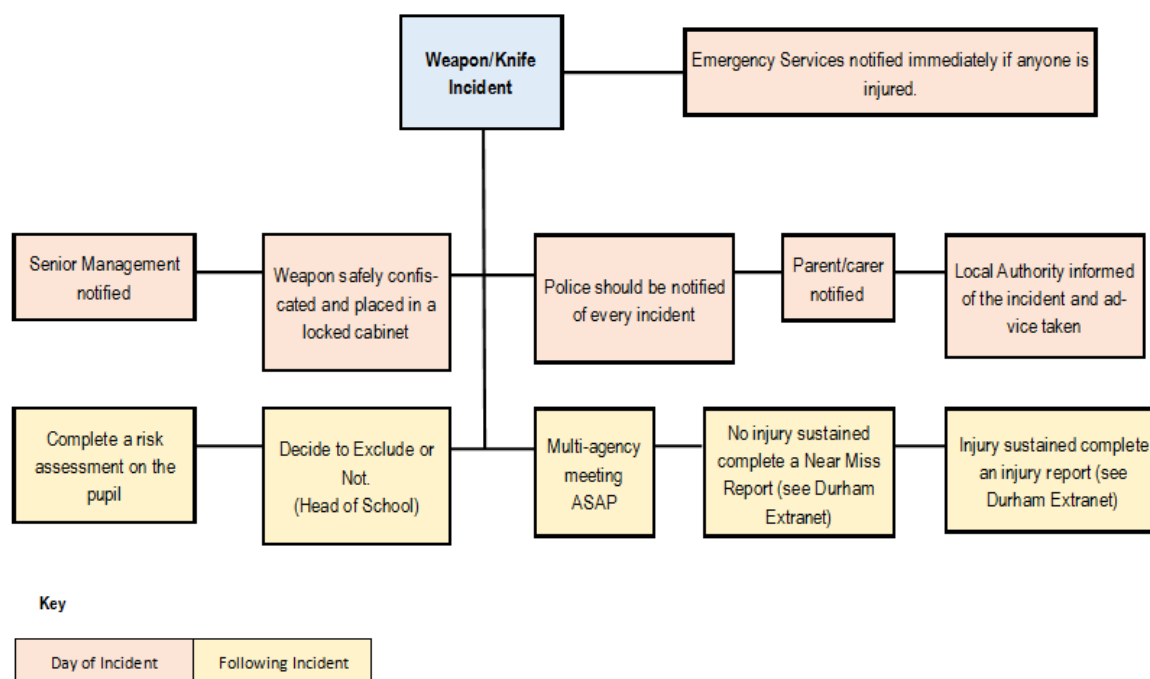 Weapon/Knife
Incident
Emergency Services notified immediately if anyone is
injured.
Senior Management
notified
Weapon safely confis-
cated and placed in a
locked cabinet
Police should be notified
of every incident
Parent/carer
notified
Local Authority informed
of the incident and ad-
vice taken
Complete a risk
assessment on the
pupil
Decide to Exclude or
Not.
(Head of School)
Multi-agency
meeting
ASAP
No injury sustained
complete a Near Miss
Report (see Durham
Extranet)
Injury sustained complete
an injury report (see
Durham Extranet)
Key
Day of Incident
Following Incident